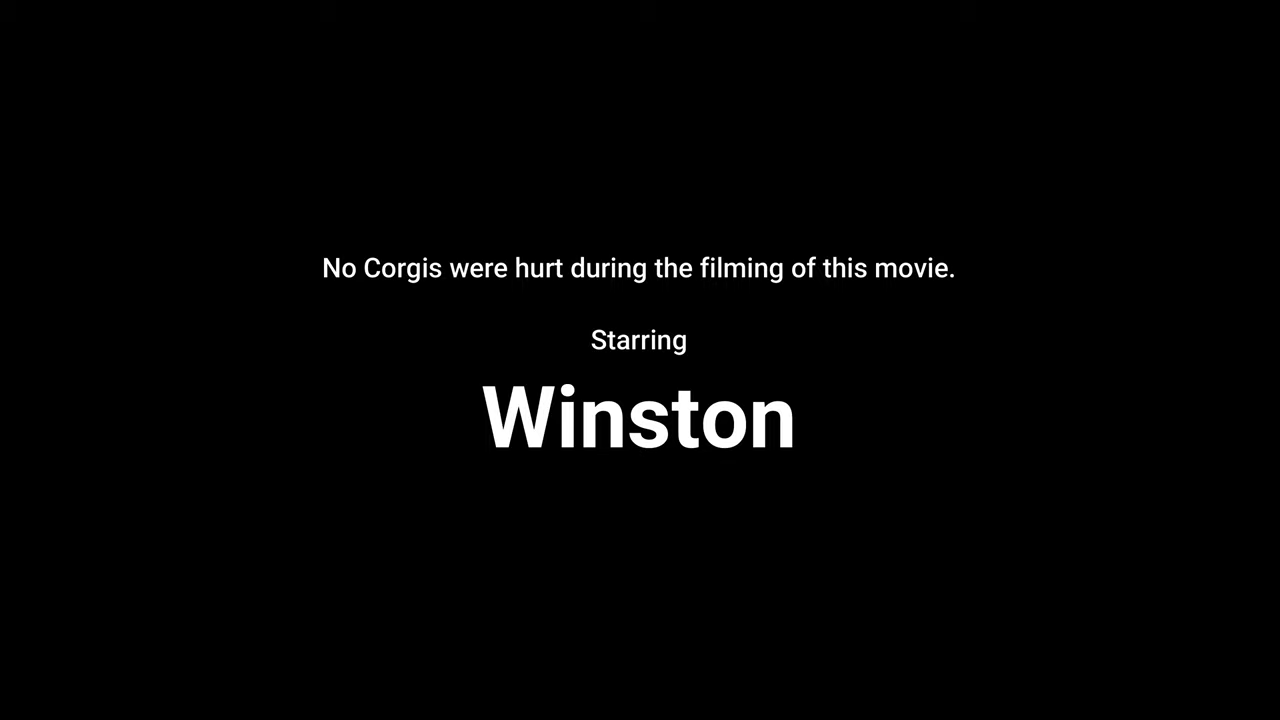 No Corgis were hurt during the filming of this movie.
Starring
Winston